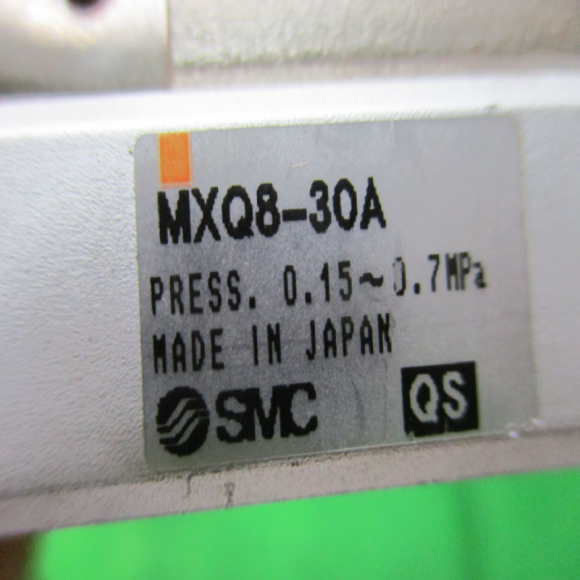 MXQ8-30A
PRESS. 0.15~0.7MPa
MADE IN JAPAN
SMC QS